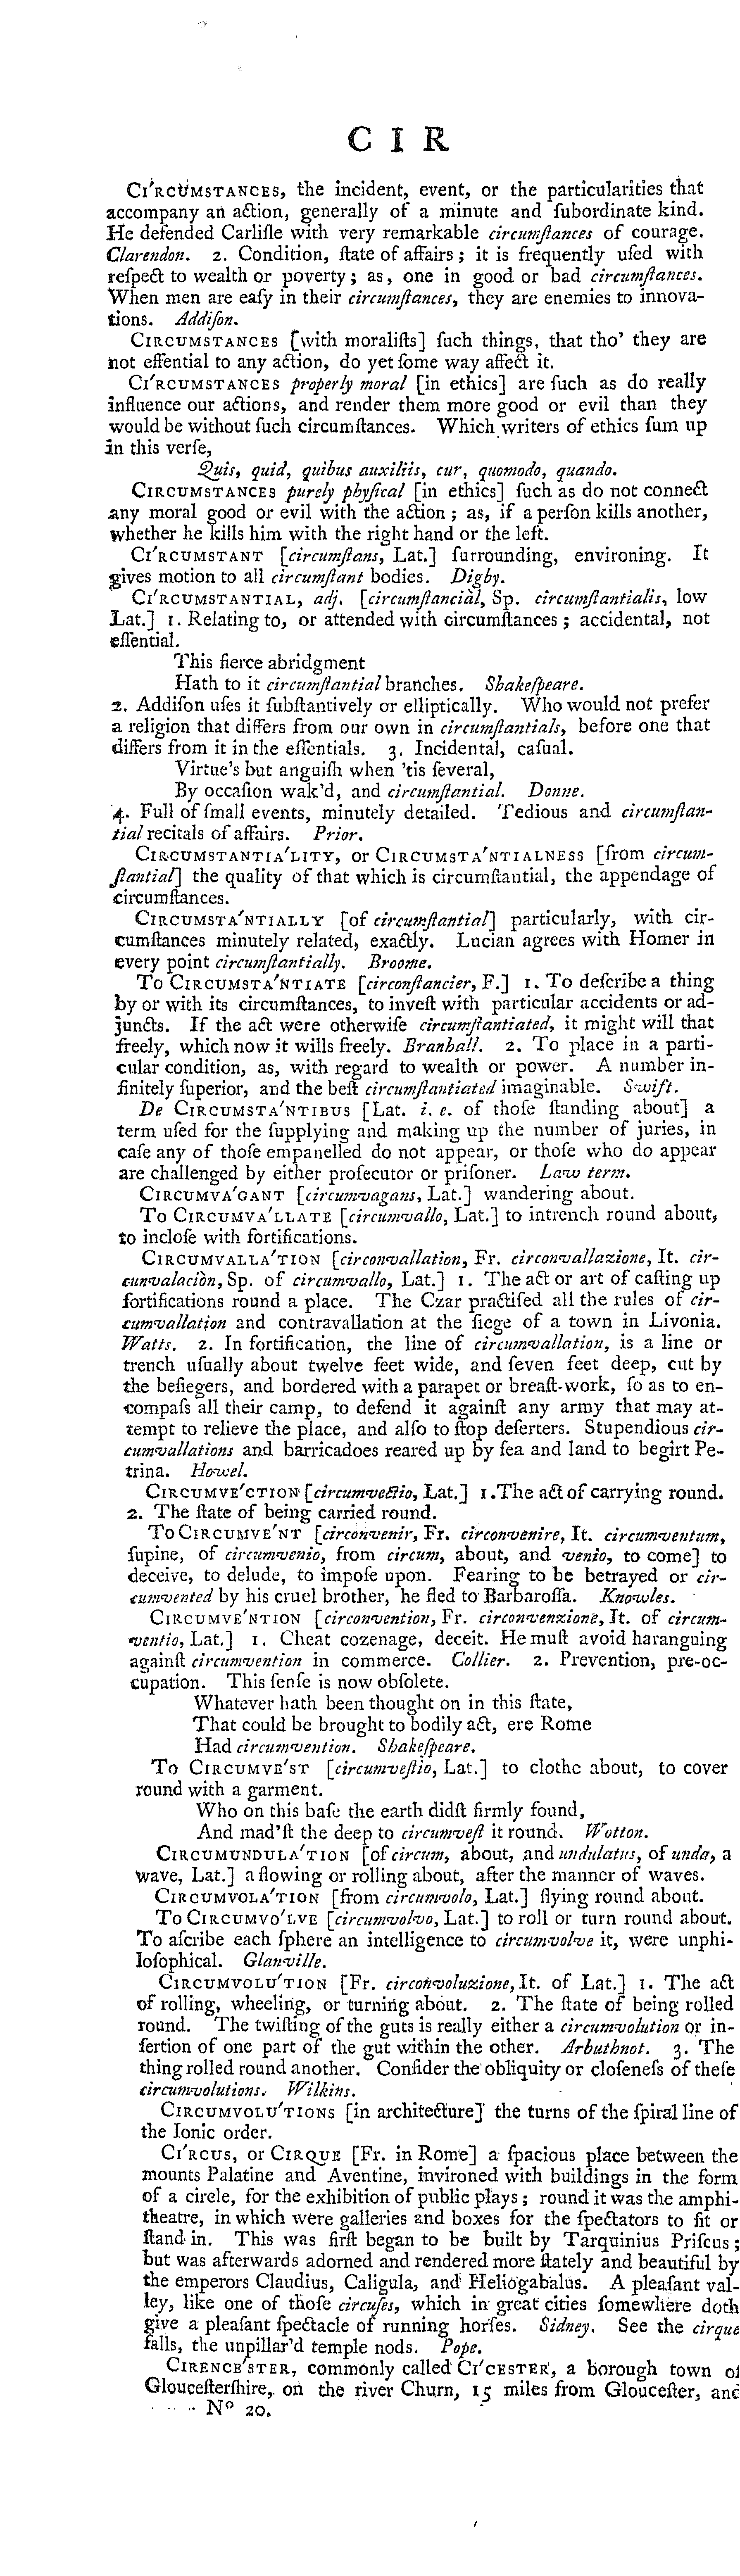 C I R
CI′RCUMSTANCES, the incident, event, or the particularities that
accompany an action, generally of a minute and ſubordinate kind.
He defended Carliſle with very remarkable circumſtances of courage.
Clarendon. 2. Condition, ſtate of affairs; it is frequently uſed with
reſpect to wealth or poverty; as, one in good or bad circumſtances.
When men are eaſy in their circumſtances, they are enemies to innova-
tions. Addiſon.
CIRCUMSTANCES [with moraliſts] ſuch things, that tho' they are
not eſſential to any action, do yet ſome way affect it.
CI′RCUMSTANCES properly moral [in ethics] are ſuch as do really
influence our actions, and render them more good or evil than they
would be without ſuch circumſtances. Which writers of ethics ſum up
in this verſe,
Quis, quid, quibus auxiliis, cur, quomodo, quando.
CIRCUMSTANCES purely phyſical [in ethics] ſuch as do not connect
any moral good or evil with the action; as, if a perſon kills another,
whether he kills him with the right hand or the left.
CI′RCUMSTANT [circumſtans, Lat.] ſurrounding, environing. It
gives motion to all circumſtant bodies. Digby.
CI′RCUMSTANTIAL, adj. [circumſtanciàl, Sp. circumſtantialis, low
Lat.] 1. Relating to, or attended with circumſtances; accidental, not
eſſential.
This fierce abridgment
Hath to it circumſtantial branches. Shakeſpeare.
2. Addiſon uſes it ſubſtantively or elliptically. Who would not prefer
a religion that differs from our own in circumſtantials, before one that
differs from it in the eſſentials. 3. Incidental, caſual.
Virtue's but anguiſh when 'tis ſeveral,
By occaſion wak'd, and circumſtantial. Donne.
4. Full of ſmall events, minutely detailed. Tedious and circumſtan-
tial recitals of affairs. Prior.
CIRCUMSTANTIA′LITY, or CIRCUMSTA′NTIALNESS [from circum-
ſtantial] the quality of that which is circumſtantial, the appendage of
circumſtances.
CIRCUMSTA′NTIALLY [of circumſtantial] particularly, with cir-
cumſtances minutely related, exactly. Lucian agrees with Homer in
every point circumſtantially. Broome.
To CIRCUMSTA′NTIATE [circonſtancier, F.] 1. To deſcribe a thing
by or with its circumſtances, to inveſt with particular accidents or ad-
juncts. If the act were otherwiſe circumſtantiated, it might will that
freely, which now it wills freely. Branhall. 2. To place in a parti-
cular condition, as, with regard to wealth or power. A number in-
finitely ſuperior, and the beſt circumſtantiated imaginable. Swift.
De CIRCUMSTA′NTIBUS [Lat. i. e. of thoſe ſtanding about] a
term uſed for the ſupplying and making up the number of juries, in
caſe any of thoſe empanelled do not appear, or thoſe who do appear
are challenged by either proſecutor or priſoner. Law term.
CIRCUMVA′GANT [circumvagans, Lat.] wandering about.
To CIRCUMVA′LLATE [circumvallo, Lat.] to intrench round about,
to incloſe with fortifications.
CIRCUMVALLA′TION [circonvallation, Fr. circonvallazione, It. cir-
cunvalaciòn, Sp. of circumvallo, Lat.] 1. The act or art of caſting up
fortifications round a place. The Czar practiſed all the rules of cir-
cumvallation and contravallation at the ſiege of a town in Livonia.
Watts. 2. In fortification, the line of circumvallation, is a line or
trench uſually about twelve feet wide, and ſeven feet deep, cut by
the beſiegers, and bordered with a parapet or breaſt-work, ſo as to en-
compaſs all their camp, to defend it againſt any army that may at-
tempt to relieve the place, and alſo to ſtop deſerters. Stupendious cir-
cumvallations and barricadoes reared up by ſea and land to begirt Pe-
trina. Howel.
CIRCUMVE′CTION [circumvectio, Lat.] 1. The act of carrying round.
2. The ſtate of being carried round.
To CIRCUMVE′NT [circonvenir, Fr. circonvenire, It. circumventum,
ſupine, of circumvenio, from circum, about, and venio, to come] to
deceive, to delude, to impoſe upon. Fearing to be betrayed or cir-
cumvented by his cruel brother, he fled to Barbaroſſa. Knowles.
CIRCUMVE′NTION [circonvention, Fr. circonvenzione, It. of circum-
ventio, Lat.] 1. Cheat cozenage, deceit. He muſt avoid haranguing
againſt circumvention in commerce. Collier. 2. Prevention, pre-oc-
cupation. This ſenſe is now obſolete.
Whatever hath been thought on in this ſtate,
That could be brought to bodily act, ere Rome
Had circumvention. Shakeſpeare.
To CIRCUMVE′ST [circumveſtio, Lat.] to clothe about, to cover
round with a garment.
Who on this baſe the earth didſt firmly found,
And mad'ſt the deep to circumveſt it round. Wotton.
CIRCUMUNDULA′TION [of circum, about, and undulatus, of unda, a
wave, Lat.] a flowing or rolling about, after the manner of waves.
CIRCUMVOLA′TION [from circumvolo, Lat.] flying round about.
To CIRCUMVO′LVE [circumvolvo, Lat.] to roll or turn round about.
To aſcribe each ſphere an intelligence to circumvolve it, were unphi-
loſophical. Glanville.
CIRCUMVOLU′TION [Fr. circonvoluzione, It. of Lat.] 1. The act
of rolling, wheeling, or turning about. 2. The ſtate of being rolled
round. The twiſting of the guts is really either a circumvolution or in-
ſertion of one part of the gut within the other. Arbuthnot. 3. The
thing rolled round another. Conſider the obliquity or cloſeneſs of theſe
circumvolutions. Wilkins.
CIRCUMVOLU′TIONS [in architecture] the turns of the ſpiral line of
the Ionic order.
CI′RCUS, or CIRQUE [Fr. in Rome] a ſpacious place between the
mounts Palatine and Aventine, invironed with buildings in the form
of a circle, for the exhibition of public plays; round it was the amphi-
theatre, in which were galleries and boxes for the ſpectators to ſit or
ſtand in. This was firſt began to be built by Tarquinius Priſcus;
but was afterwards adorned and rendered more ſtately and beautiful by
the emperors Claudius, Caligula, and Heliogabalus. A pleaſant val-
ley, like one of thoſe circuſes, which in great cities ſomewhere doth
give a pleaſant ſpectacle of running horſes. Sidney. See the cirque
falls, the unpillar'd temple nods. Pope.
CIRENCE′STER, commonly called CI′CESTER, a borough town of
Glouceſterſhire, on the river Churn, 15 miles from Glouceſter, and
Nº 20.